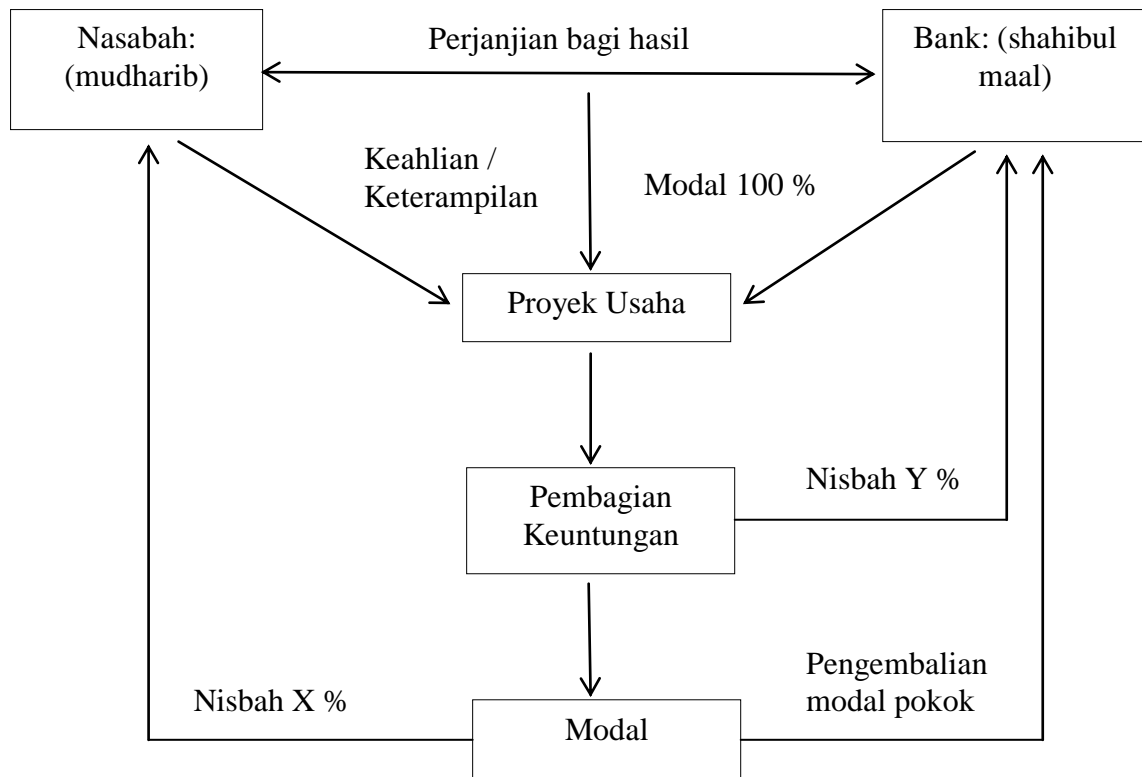 Nasabah:
(mudharib)
Perjanjian bagi hasil
Bank: (shahibul
maal)
Keahlian /
Keterampilan
Modal 100 %
Proyek Usaha
Pembagian
Keuntungan
Nisbah Y %
Nisbah X %
Modal
Pengembalian
modal pokok